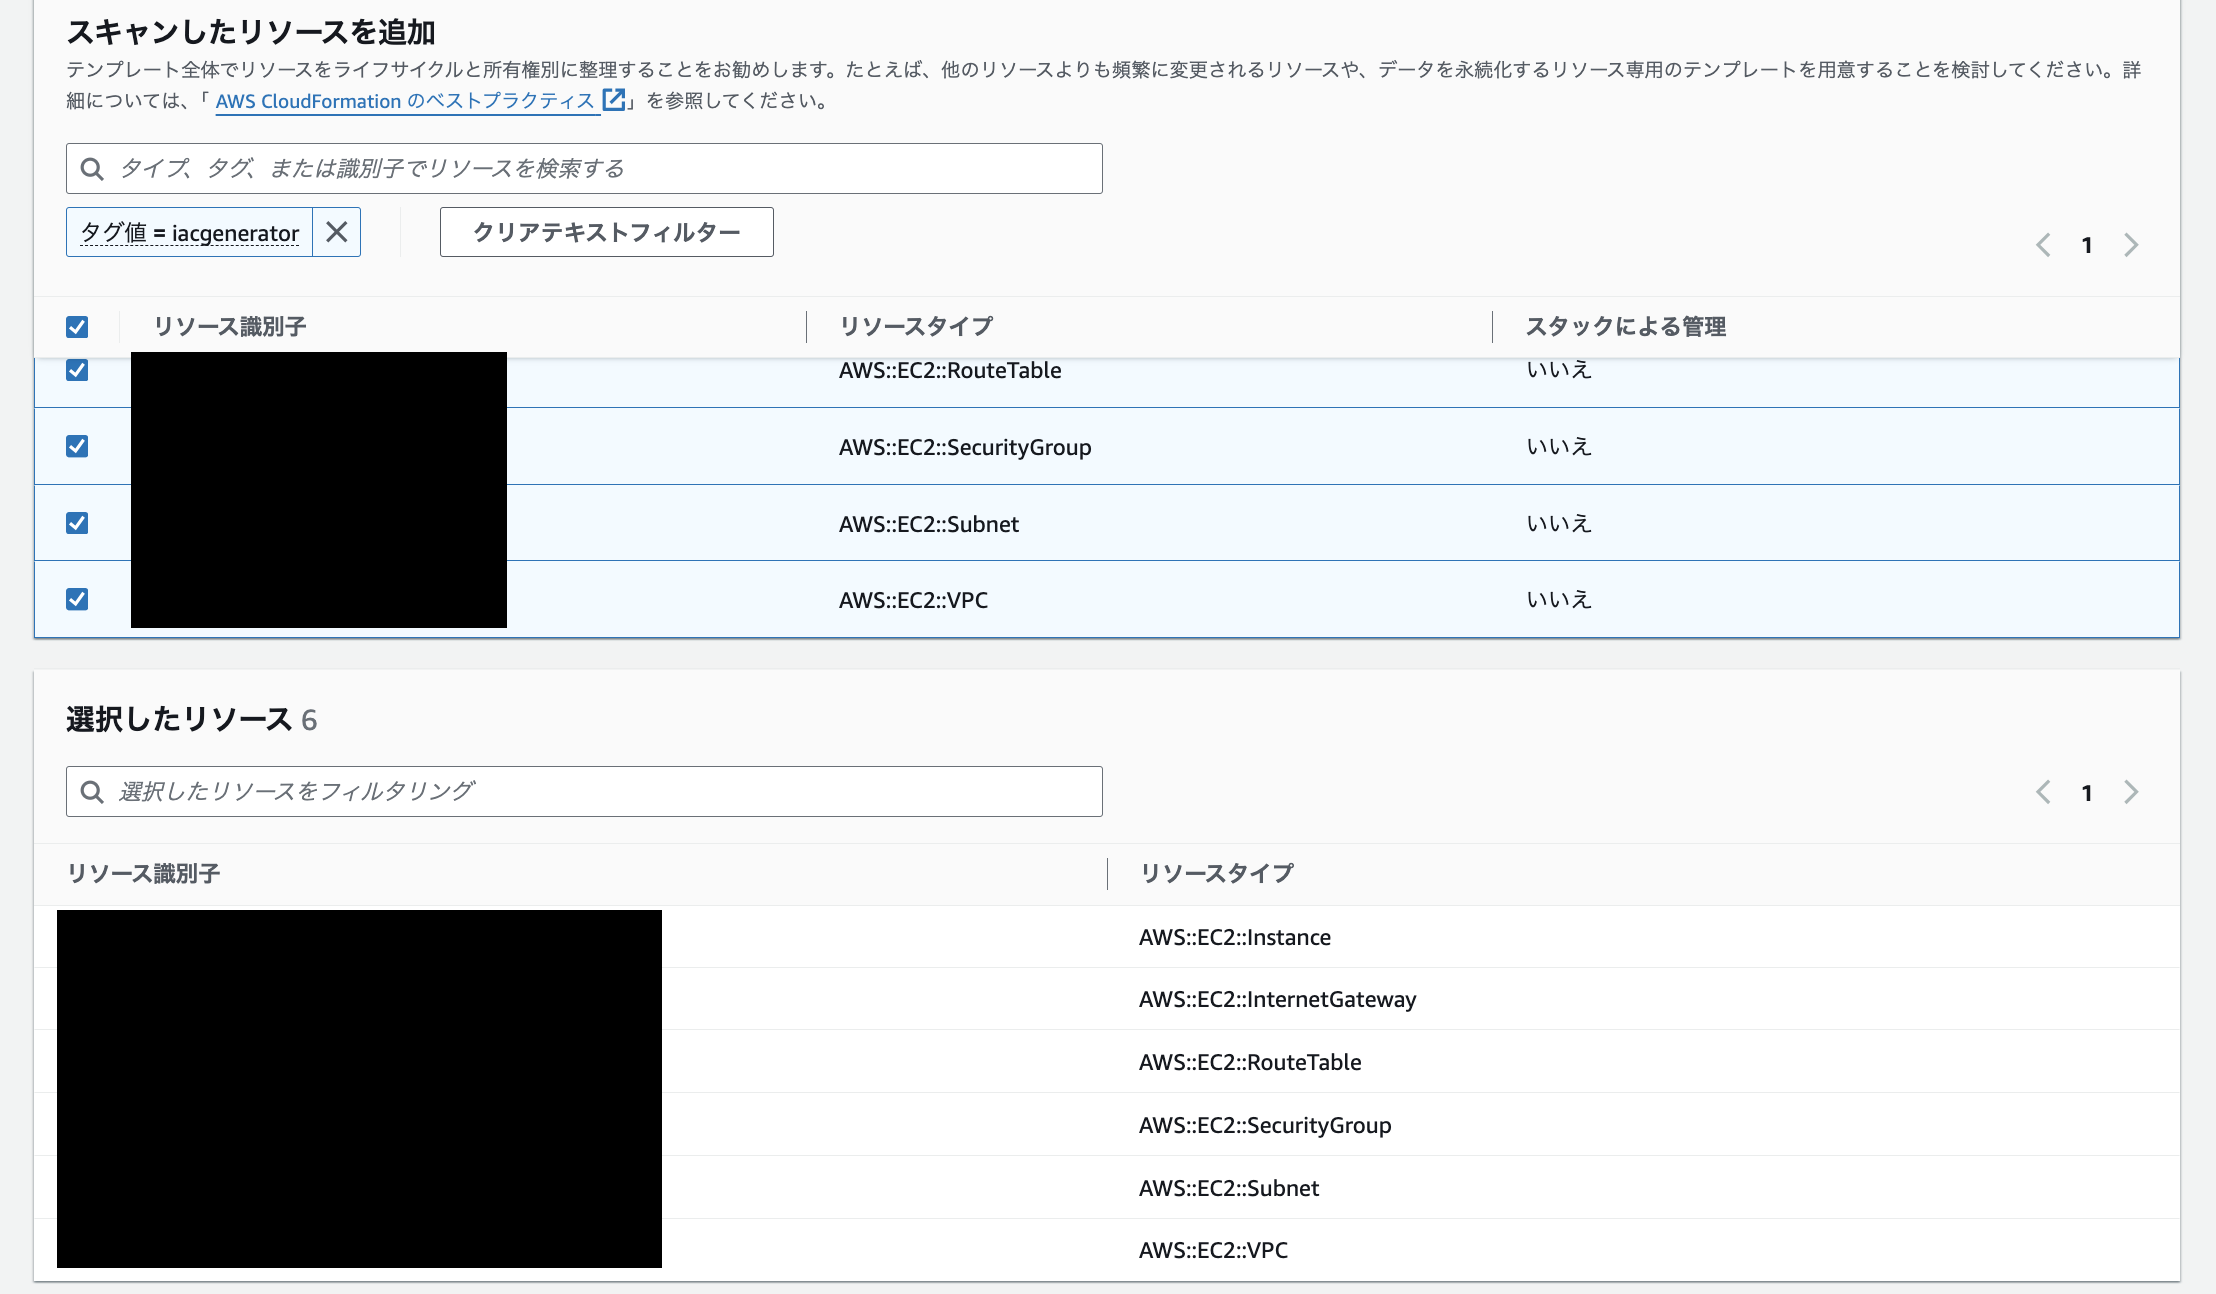 スキャンしたリソースを追加
テンプレート全体でリソースをライフサイクルと所有権別に整理することをお勧めします。たとえば、他のリソースよりも頻繁に変更されるリソースや、データを永続化するリソース専用のテンプレートを用意することを検討してください。詳
細については、「AWS CloudFormation のベストプラクティス」を参照してください。
タイプ、タグ、または識別子でリソースを検索する
タグ値 = iacgenerator クリアテキストフィルター 1
リソース識別子 リソースタイプ スタックによる管理
AWS::EC2::RouteTable いいえ
AWS::EC2::SecurityGroup いいえ
AWS::EC2::Subnet いいえ
AWS::EC2::VPC いいえ
選択したリソース 6
選択したリソースをフィルタリング 1
リソース識別子 リソースタイプ
AWS::EC2::Instance
AWS::EC2::InternetGateway
AWS::EC2::RouteTable
AWS::EC2::SecurityGroup
AWS::EC2::Subnet
AWS::EC2::VPC